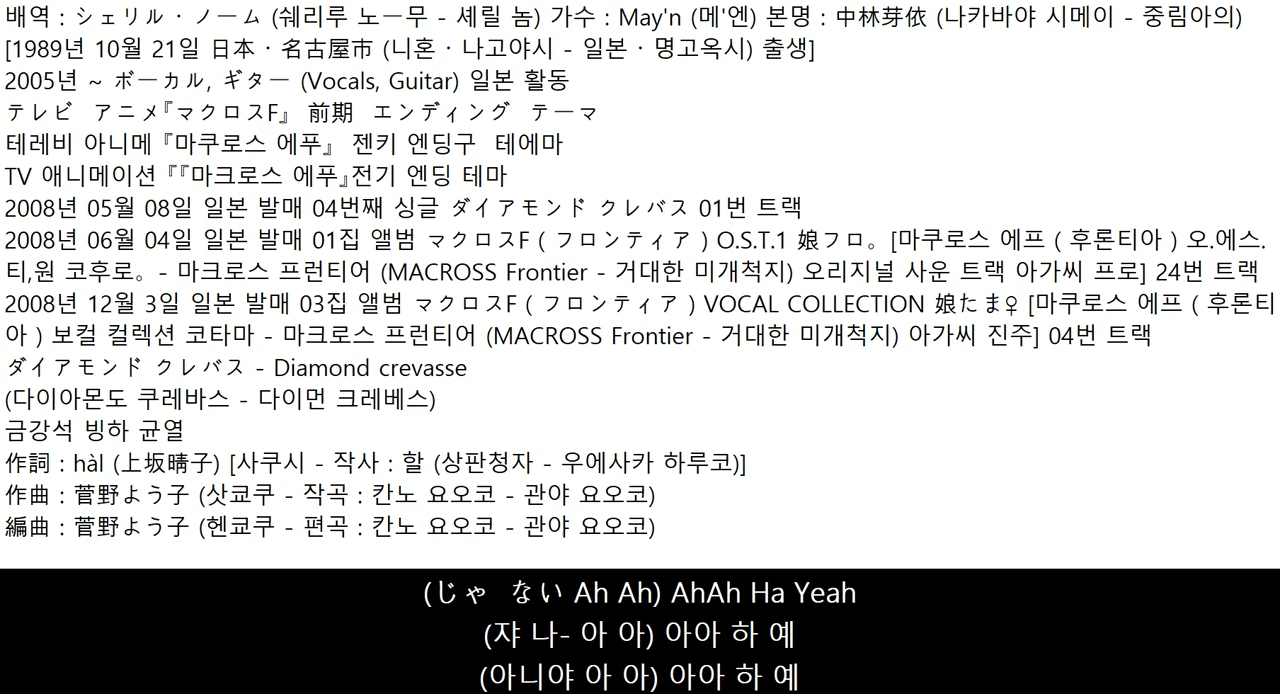 배역 : シェリル・ノーム (쉐리루 노ー무 - 셰릴 놈) 가수 : May'n (메'엔) 본명 : 中林芽依 (나카바야 시메이 - 중림아의)
[1989년 10월 21일 日本・名古屋市 (니혼・나고야시 - 일본・명고옥시) 출생]
2005년 ~ ボーカル, ギター (Vocals, Guitar) 일본 활동
テレビ アニメ『マクロスF』 前期 エンディング テーマ
테레비 아니메『마쿠로스 에푸』 젠키 엔딩구 테에마
TV 애니메이션『『마크로스 에푸』전기 엔딩 테마
2008년 05월 08일 일본 발매 04번째 싱글 ダイアモンド クレバス 01번 트랙
2008년 06월 04일 일본 발매 01집 앨범 マクロスF ( フロンティア ) O.S.T.1 娘フロ。[마쿠로스 에프 ( 후론티아 ) 오.에스.
티,원 코후로。- 마크로스 프런티어 (MACROSS Frontier - 거대한 미개척지) 오리지널 사운 트랙 아가씨 프로] 24번 트랙
2008년 12월 3일 일본 발매 03집 앨범 マクロスF ( フロンティア ) VOCAL COLLECTION 娘たま♀ [마쿠로스 에프 ( 후론티
아 ) 보컬 컬렉션 코타마 - 마크로스 프런티어 (MACROSS Frontier - 거대한 미개척지) 아가씨 진주] 04번 트랙
ダイアモンド クレバス - Diamond crevasse
(다이아몬도 쿠레바스 - 다이먼 크레베스)
금강석 빙하 균열
作詞 : hàl (上坂晴子) [사쿠시 - 작사 : 할 (상판청자 - 우에사카 하루코)]
作曲 : 菅野よう子 (삿쿄쿠 - 작곡 : 칸노 요오코 - 관야 요오코)
編曲 : 菅野よう子 (헨쿄쿠 - 편곡 : 칸노 요오코 - 관야 요오코)
(じゃ ない Ah Ah) AhAh Ha Yeah
(쟈 나- 아 아) 아아 하 예
(아니야 아 아) 아아 하 예